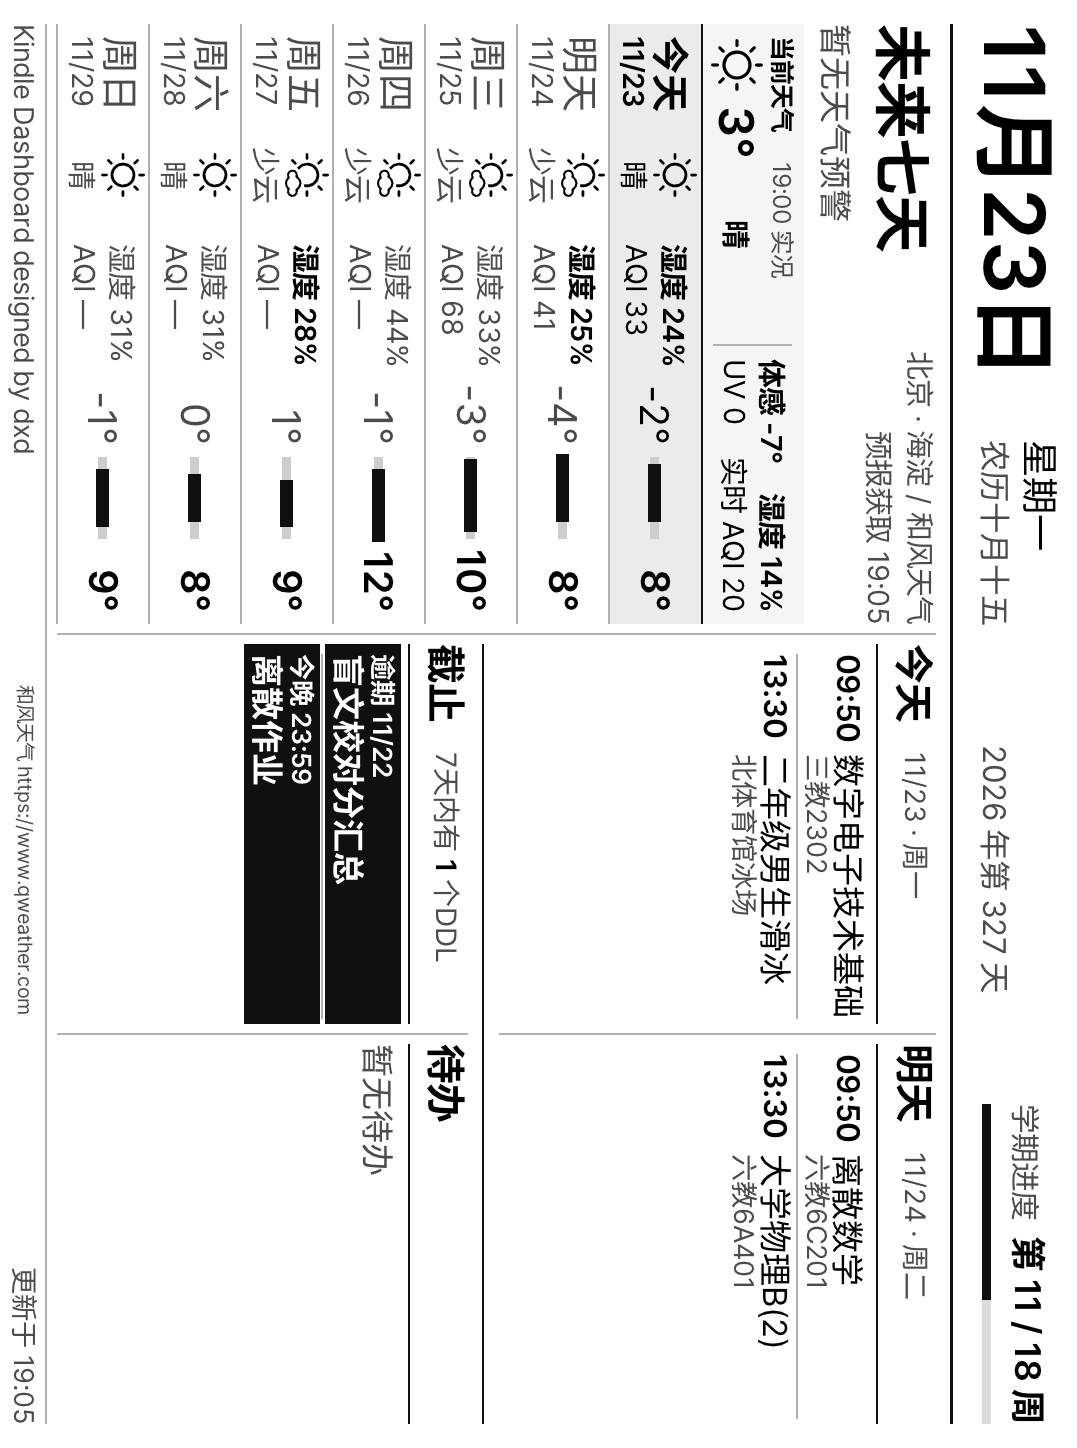 11月23日
星期一
农历十月十五
2026 年第 327 天
学期进度 第 11 / 18 周
未来七天
北京 · 海淀 / 和风天气
预报获取 19:05
暂无天气预警
当前天气 19:00 实况
3° 晴
体感 -7° 湿度 14%
UV 0 实时 AQI 20
今天 11/23 晴 湿度 24% AQI 33 -2° 8°
明天 11/24 少云 湿度 25% AQI 41 -4° 8°
周三 11/25 少云 湿度 33% AQI 68 -3° 10°
周四 11/26 少云 湿度 44% AQI — -1° 12°
周五 11/27 少云 湿度 28% AQI — 1° 9°
周六 11/28 晴 湿度 31% AQI — 0° 8°
周日 11/29 晴 湿度 31% AQI — -1° 9°
今天 11/23 · 周一
09:50 数字电子技术基础
三教2302
13:30 二年级男生滑冰
北体育馆冰场
明天 11/24 · 周二
09:50 离散数学
六教6C201
13:30 大学物理B(2)
六教6A401
截止 7天内有 1 个DDL
逾期 11/22
盲文校对分汇总
今晚 23:59
离散作业
待办
暂无待办
Kindle Dashboard designed by dxd
和风天气 https://www.qweather.com
更新于 19:05